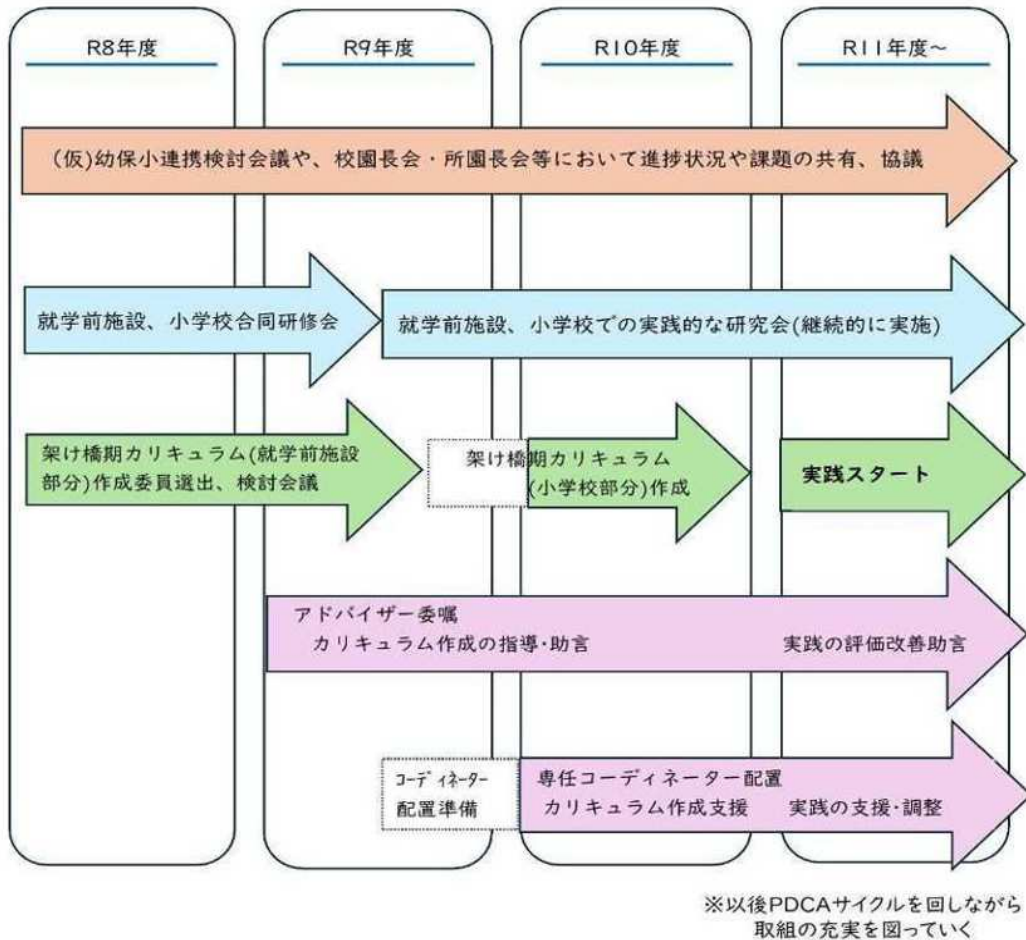 R8年度
R9年度
R10年度
R11年度～
(仮)幼保小連携検討会議や、校園長会・所園長会等において進捗状況や課題の共有、協議
就学前施設、小学校合同研修会
就学前施設、小学校での実践的な研究会(継続的に実施)
架け橋期カリキュラム(就学前施設
部分)作成委員選出、検討会議
架け橋期カリキュラム
(小学校部分)作成
実践スタート
アドバイザー委嘱
カリキュラム作成の指導・助言
実践の評価改善助言
コーディネーター
配置準備
専任コーディネーター配置
カリキュラム作成支援
実践の支援・調整
※以後PDCAサイクルを回しながら
取組の充実を図っていく